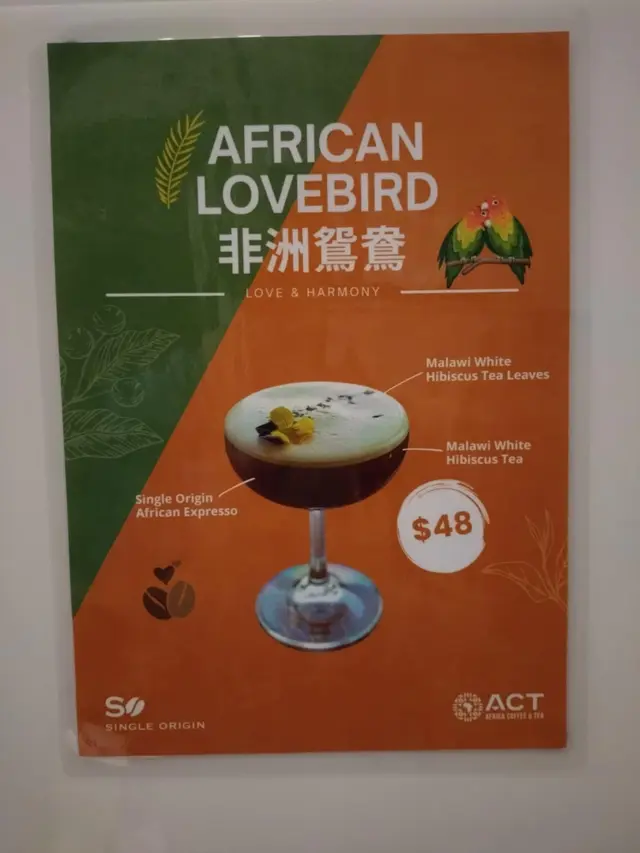 AFRICAN
LOVEBIRD
非洲鴛鴦
LOVE & HARMONY
Malawi White
Hibiscus Tea Leaves
Malawi White
Hibiscus Tea
Single Origin
African Expresso
$48
SO
SINGLE ORIGIN
ACT
AFRICA COFFEE & TEA